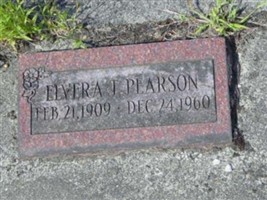 ELVERA I. PEARSON
FEB. 21, 1909 - DEC. 24, 1960